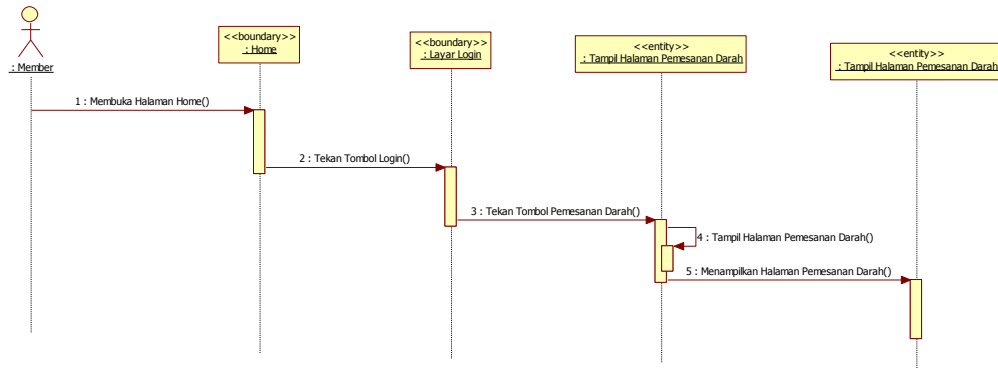 <<boundary>>
: Home
<<boundary>>
: Layar Login
<<entity>>
: Tampil Halaman Pemesanan Darah
<<entity>>
: Tampil Halaman Pemesanan Darah
: Member
1 : Membuka Halaman Home()
2 : Tekan Tombol Login()
3 : Tekan Tombol Pemesanan Darah()
4 : Tampil Halaman Pemesanan Darah()
5 : Menampilkan Halaman Pemesanan Darah()